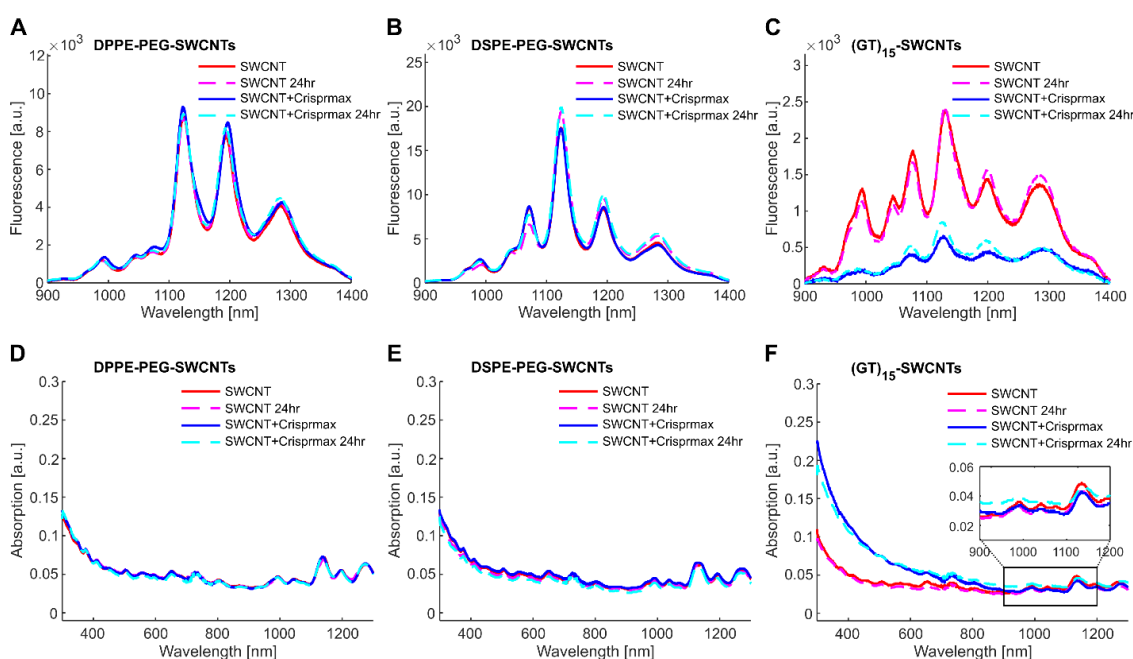 A
DPPE-PEG-SWCNTs
× 10³
SWCNT
SWCNT 24hr
SWCNT+Crisprmax
SWCNT+Crisprmax 24hr
12
10
8
6
4
2
0
Fluorescence [a.u.]
900 1000 1100 1200 1300 1400
Wavelength [nm]
B
DSPE-PEG-SWCNTs
× 10³
SWCNT
SWCNT 24hr
SWCNT+Crisprmax
SWCNT+Crisprmax 24hr
25
20
15
10
5
0
Fluorescence [a.u.]
900 1000 1100 1200 1300 1400
Wavelength [nm]
C
(GT)₁₅-SWCNTs
× 10³
SWCNT
SWCNT 24hr
SWCNT+Crisprmax
SWCNT+Crisprmax 24hr
3
2.5
2
1.5
1
0.5
0
Fluorescence [a.u.]
900 1000 1100 1200 1300 1400
Wavelength [nm]
D
DPPE-PEG-SWCNTs
SWCNT
SWCNT 24hr
SWCNT+Crisprmax
SWCNT+Crisprmax 24hr
0.3
0.25
0.2
0.15
0.1
0.05
0
Absorption [a.u.]
400 600 800 1000 1200
Wavelength [nm]
E
DSPE-PEG-SWCNTs
SWCNT
SWCNT 24hr
SWCNT+Crisprmax
SWCNT+Crisprmax 24hr
0.3
0.25
0.2
0.15
0.1
0.05
0
Absorption [a.u.]
400 600 800 1000 1200
Wavelength [nm]
F
(GT)₁₅-SWCNTs
SWCNT
SWCNT 24hr
SWCNT+Crisprmax
SWCNT+Crisprmax 24hr
0.3
0.25
0.2
0.15
0.1
0.05
0
Absorption [a.u.]
0.06
0.04
0.02
900 1000 1100 1200
400 600 800 1000 1200
Wavelength [nm]